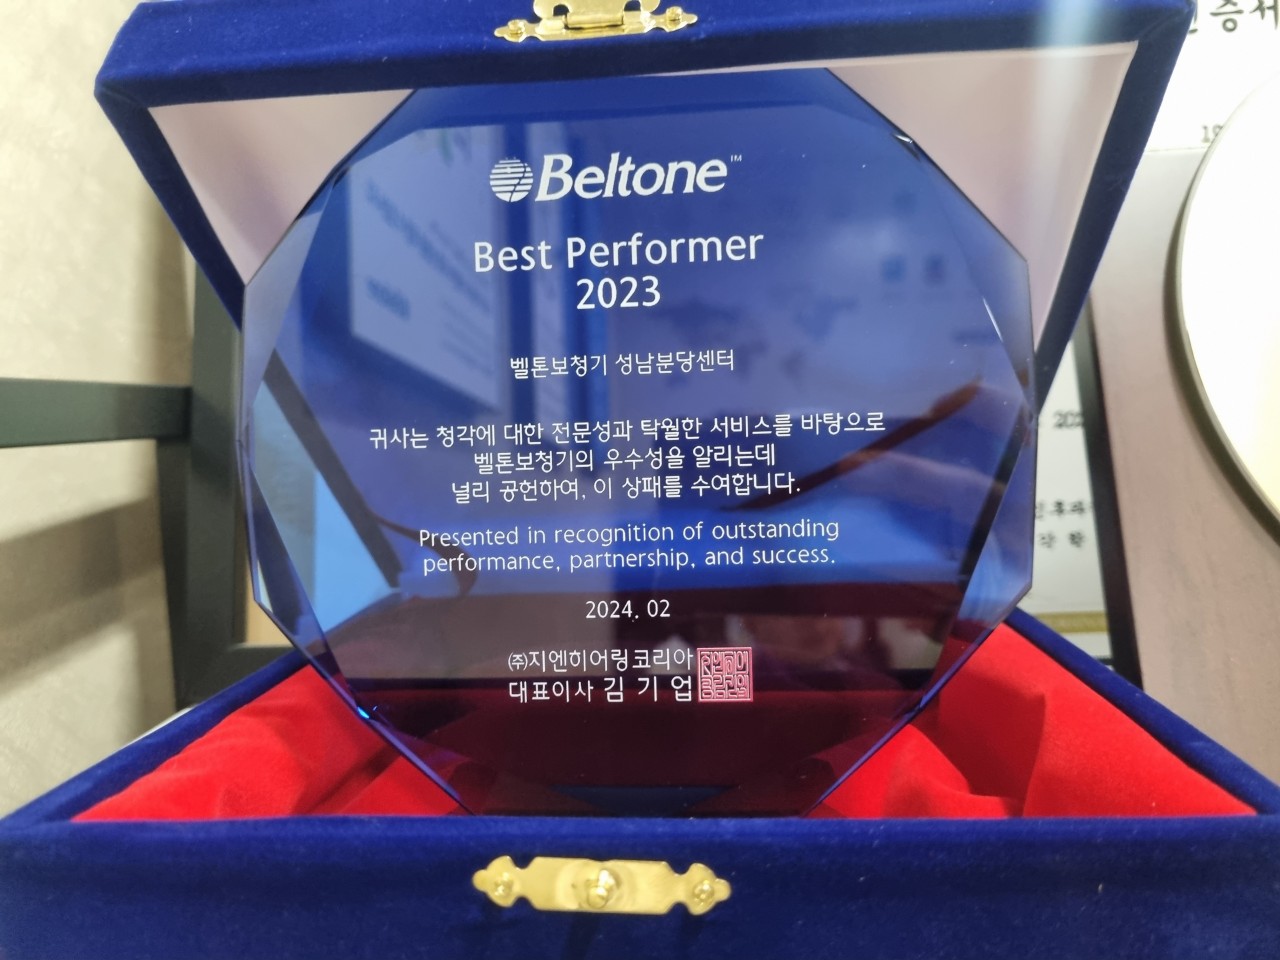 증서
Beltone™
Best Performer
2023
벨톤보청기 성남분당센터
귀사는 청각에 대한 전문성과 탁월한 서비스를 바탕으로
벨톤보청기의 우수성을 알리는데
널리 공헌하여, 이 상패를 수여합니다.
Presented in recognition of outstanding
performance, partnership, and success.
2024. 02
㈜지엔히어링코리아
대표이사 김 기 업